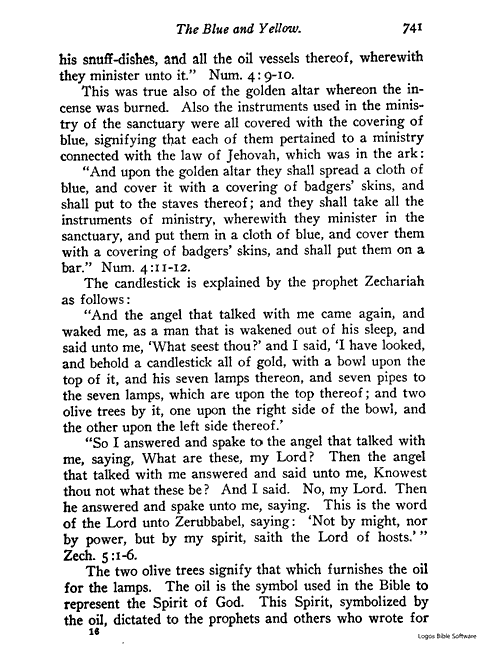 The Blue and Yellow. 741
his snuff-dishes, and all the oil vessels thereof, wherewith
they minister unto it." Num. 4: 9-10.
This was true also of the golden altar whereon the in-
cense was burned. Also the instruments used in the minis-
try of the sanctuary were all covered with the covering of
blue, signifying that each of them pertained to a ministry
connected with the law of Jehovah, which was in the ark:
"And upon the golden altar they shall spread a cloth of
blue, and cover it with a covering of badgers' skins, and
shall put to the staves thereof; and they shall take all the
instruments of ministry, wherewith they minister in the
sanctuary, and put them in a cloth of blue, and cover them
with a covering of badgers' skins, and shall put them on a
bar." Num. 4:11-12.
The candlestick is explained by the prophet Zechariah
as follows:
"And the angel that talked with me came again, and
waked me, as a man that is wakened out of his sleep, and
said unto me, 'What seest thou?' and I said, 'I have looked,
and behold a candlestick all of gold, with a bowl upon the
top of it, and his seven lamps thereon, and seven pipes to
the seven lamps, which are upon the top thereof; and two
olive trees by it, one upon the right side of the bowl, and
the other upon the left side thereof.'
"So I answered and spake to the angel that talked with
me, saying, What are these, my Lord? Then the angel
that talked with me answered and said unto me, Knowest
thou not what these be? And I said. No, my Lord. Then
he answered and spake unto me, saying. This is the word
of the Lord unto Zerubbabel, saying: 'Not by might, nor
by power, but by my spirit, saith the Lord of hosts.'"
Zech. 5:1-6.
The two olive trees signify that which furnishes the oil
for the lamps. The oil is the symbol used in the Bible to
represent the Spirit of God. This Spirit, symbolized by
the oil, dictated to the prophets and others who wrote for
16
Logos Bible Software